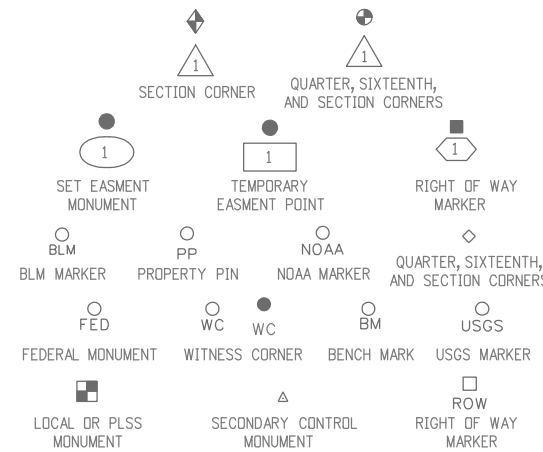 1
1
SECTION CORNER
QUARTER, SIXTEENTH,
AND SECTION CORNERS
1
1
1
SET EASMENT
MONUMENT
TEMPORARY
EASMENT POINT
RIGHT OF WAY
MARKER
BLM
PP
NOAA
BLM MARKER
PROPERTY PIN
NOAA MARKER
QUARTER, SIXTEENTH,
AND SECTION CORNERS
FED
WC
WC
BM
USGS
FEDERAL MONUMENT
WITNESS CORNER
BENCH MARK
USGS MARKER
ROW
LOCAL OR PLSS
MONUMENT
SECONDARY CONTROL
MONUMENT
RIGHT OF WAY
MARKER